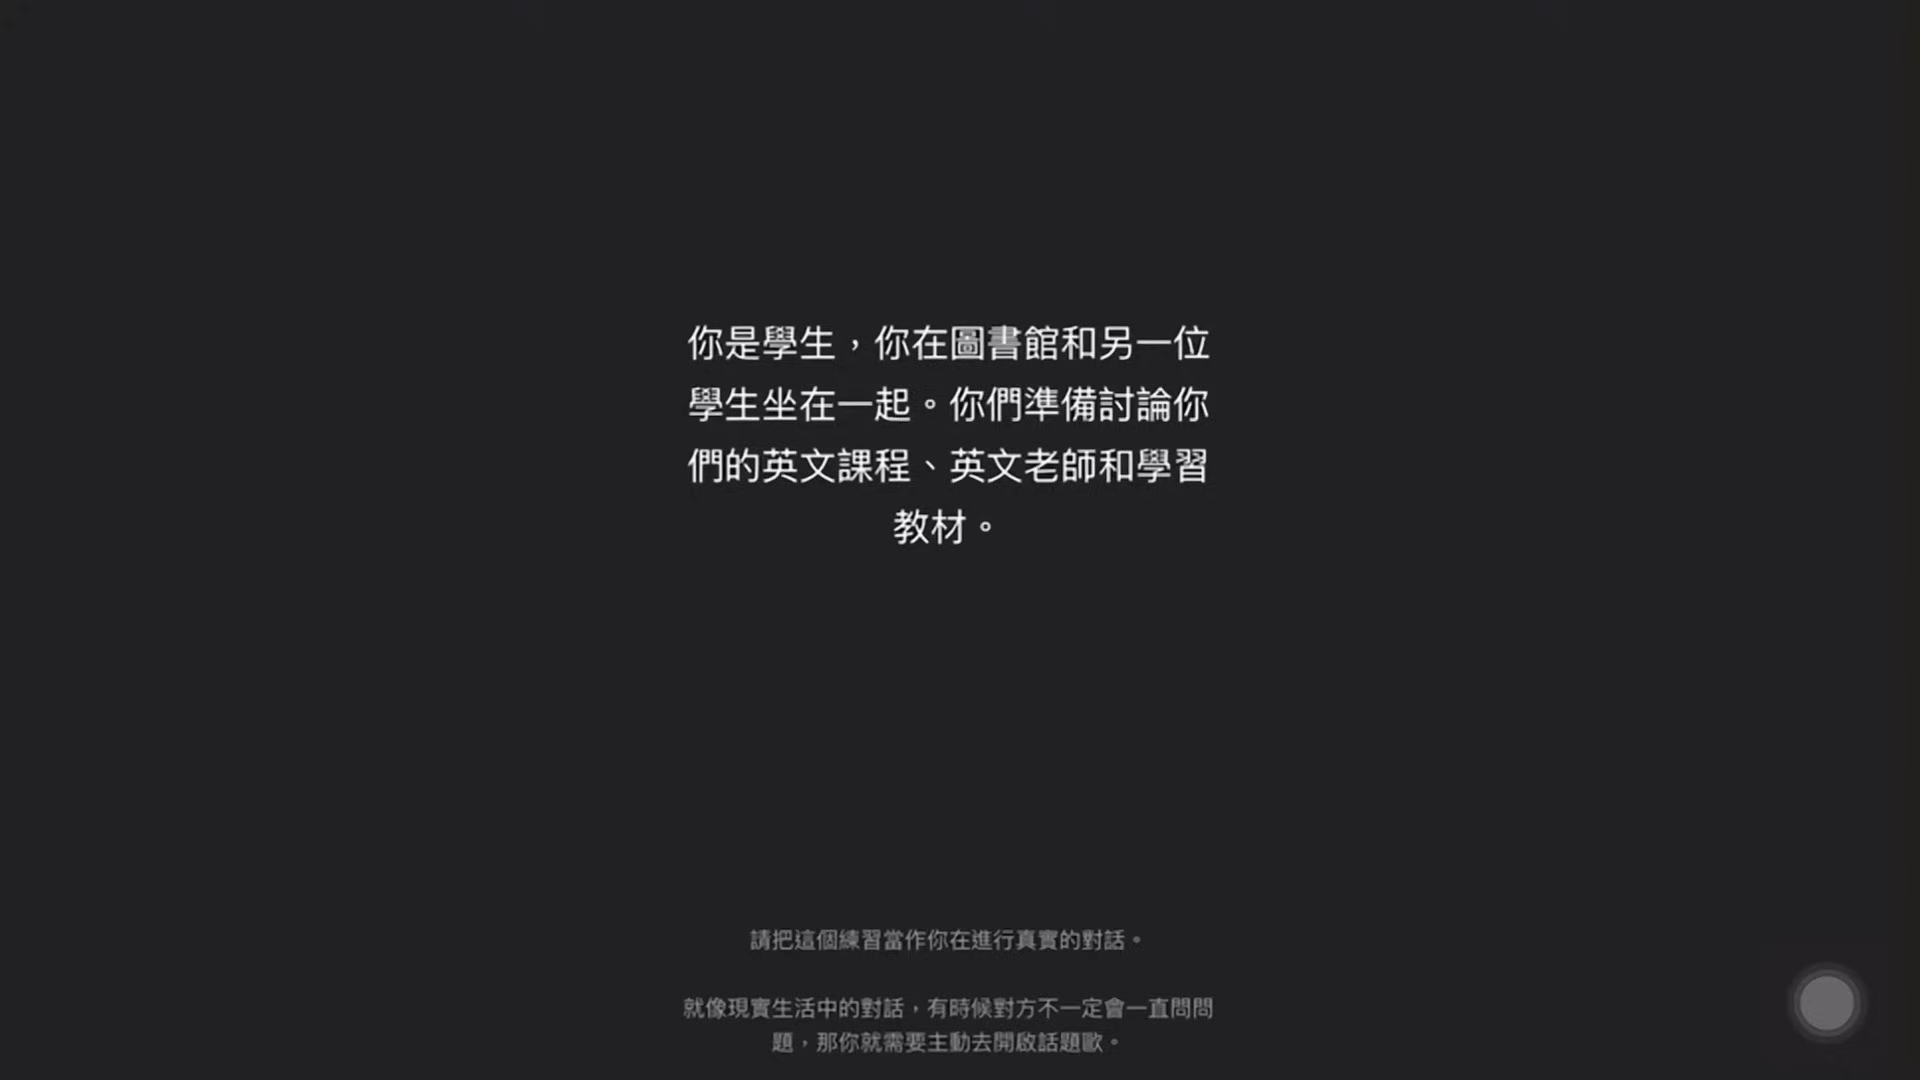 你是學生，你在圖書館和另一位
學生坐在一起。你們準備討論你
們的英文課程、英文老師和學習
教材。
請把這個練習當作你在進行真實的對話。
就像現實生活中的對話，有時候對方不一定會一直問問
題，那你就需要主動去開啟話題歐。